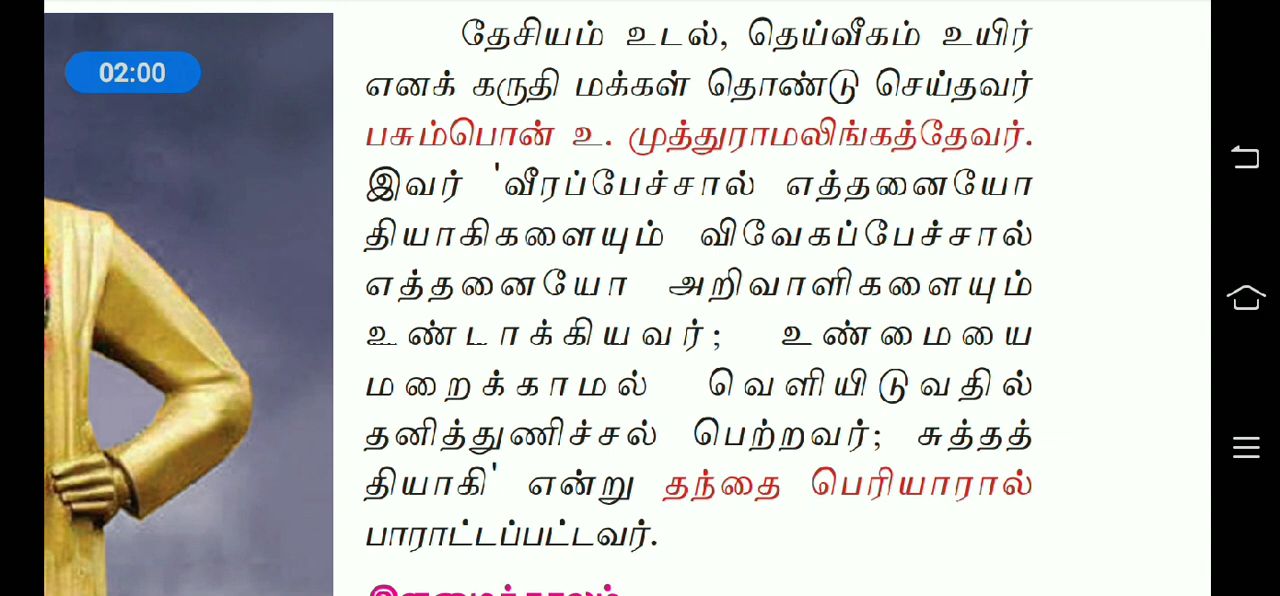 02:00
தேசியம் உடல், தெய்வீகம் உயிர்
எனக் கருதி மக்கள் தொண்டு செய்தவர்
பசும்பொன் உ. முத்துராமலிங்கத்தேவர்.
இவர் 'வீரப்பேச்சால் எத்தனையோ
தியாகிகளையும் விவேகப்பேச்சால்
எத்தனையோ அறிவாளிகளையும்
உண்டாக்கியவர்; உண்மையை
மறைக்காமல் வெளியிடுவதில்
தனித்துணிச்சல் பெற்றவர்; சுத்தத்
தியாகி' என்று தந்தை பெரியாரால்
பாராட்டப்பட்டவர்.